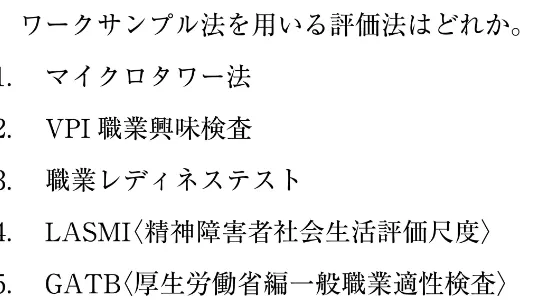 ワークサンプル法を用いる評価法はどれか。
1. マイクロタワー法
2. VPI 職業興味検査
3. 職業レディネステスト
4. LASMI〈精神障害者社会生活評価尺度〉
5. GATB〈厚生労働省編一般職業適性検査〉